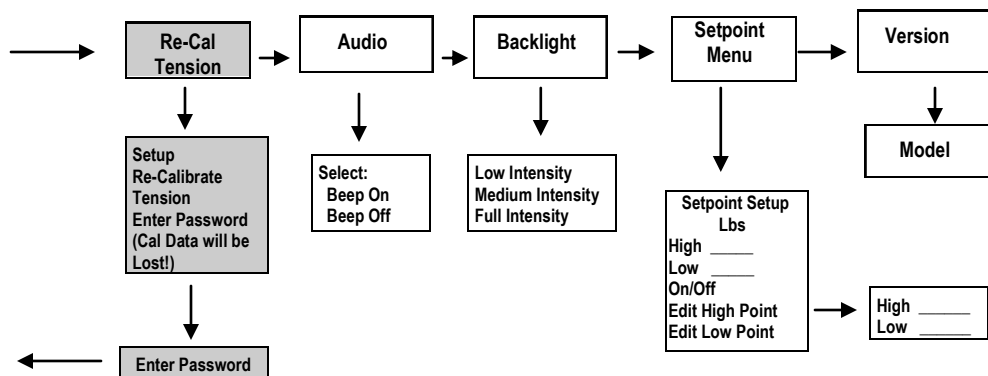 Re-Cal
Tension
Audio
Backlight
Setpoint
Menu
Version
Setup
Re-Calibrate
Tension
Enter Password
(Cal Data will be
Lost!)
Select:
Beep On
Beep Off
Low Intensity
Medium Intensity
Full Intensity
Setpoint Setup
Lbs
High _____
Low _____
On/Off
Edit High Point
Edit Low Point
Model
High ______
Low ______
Enter Password